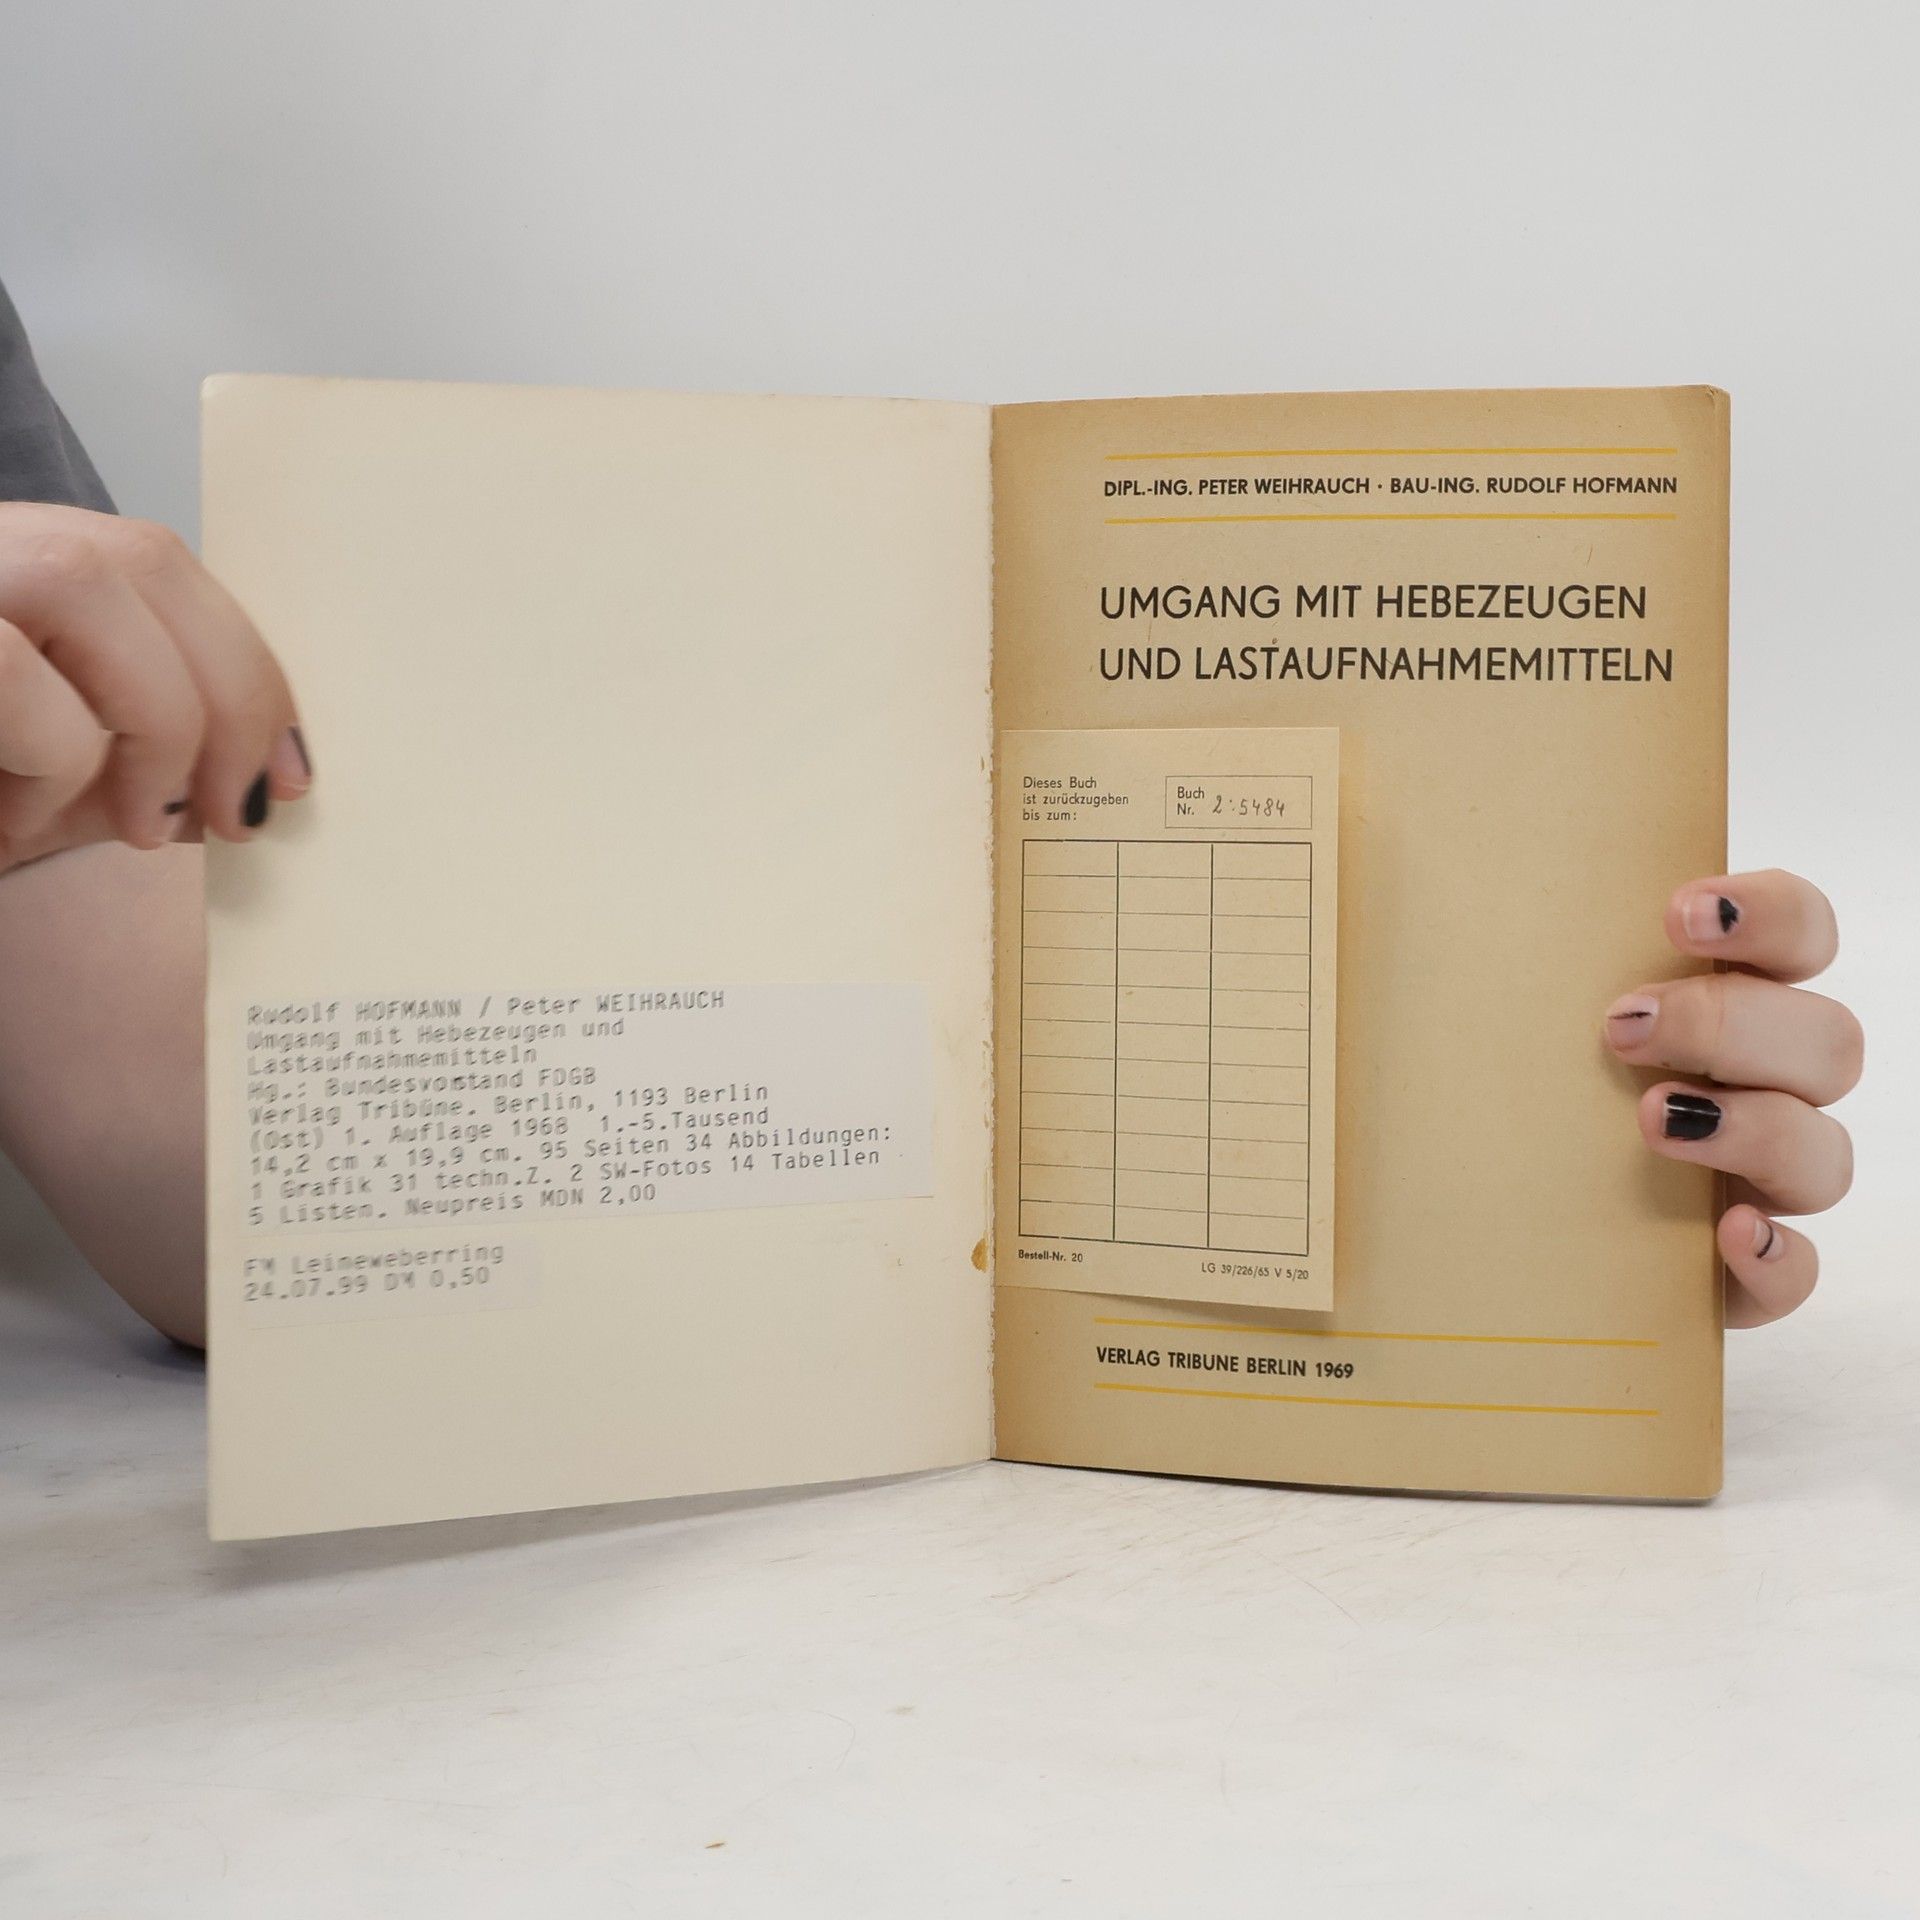 Rudolf HOFMANN / Peter WEIHRAUCH
Umgang mit Hebezeugen und
Lastaufnahmemitteln
Hg.: Bundesvorstand FDGB
Verlag Tribüne. Berlin, 1193 Berlin
(Ost) 1. Auflage 1968 1.-5.Tausend
14,2 cm x 19,9 cm. 95 Seiten 34 Abbildungen:
1 Grafik 31 techn.Z. 2 SW-Fotos 14 Tabellen
5 Listen. Neupreis MDN 2,00
FM Leineweberring
24.07.99 DM 0,50
DIPL.-ING. PETER WEIHRAUCH · BAU-ING. RUDOLF HOFMANN
UMGANG MIT HEBEZEUGEN
UND LASTAUFNAHMEMITTELN
Dieses Buch
ist zurückzugeben
bis zum:
Buch
Nr. 2:5484
Bestell-Nr. 20
LG 39/226/65 V 5/20
VERLAG TRIBUNE BERLIN 1969